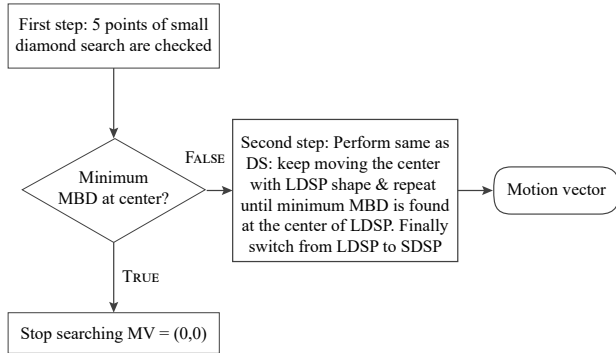 First step: 5 points of small
diamond search are checked
Minimum
MBD at center?
FALSE
Second step: Perform same as
DS: keep moving the center
with LDSP shape & repeat
until minimum MBD is found
at the center of LDSP. Finally
switch from LDSP to SDSP
Motion vector
TRUE
Stop searching MV = (0,0)